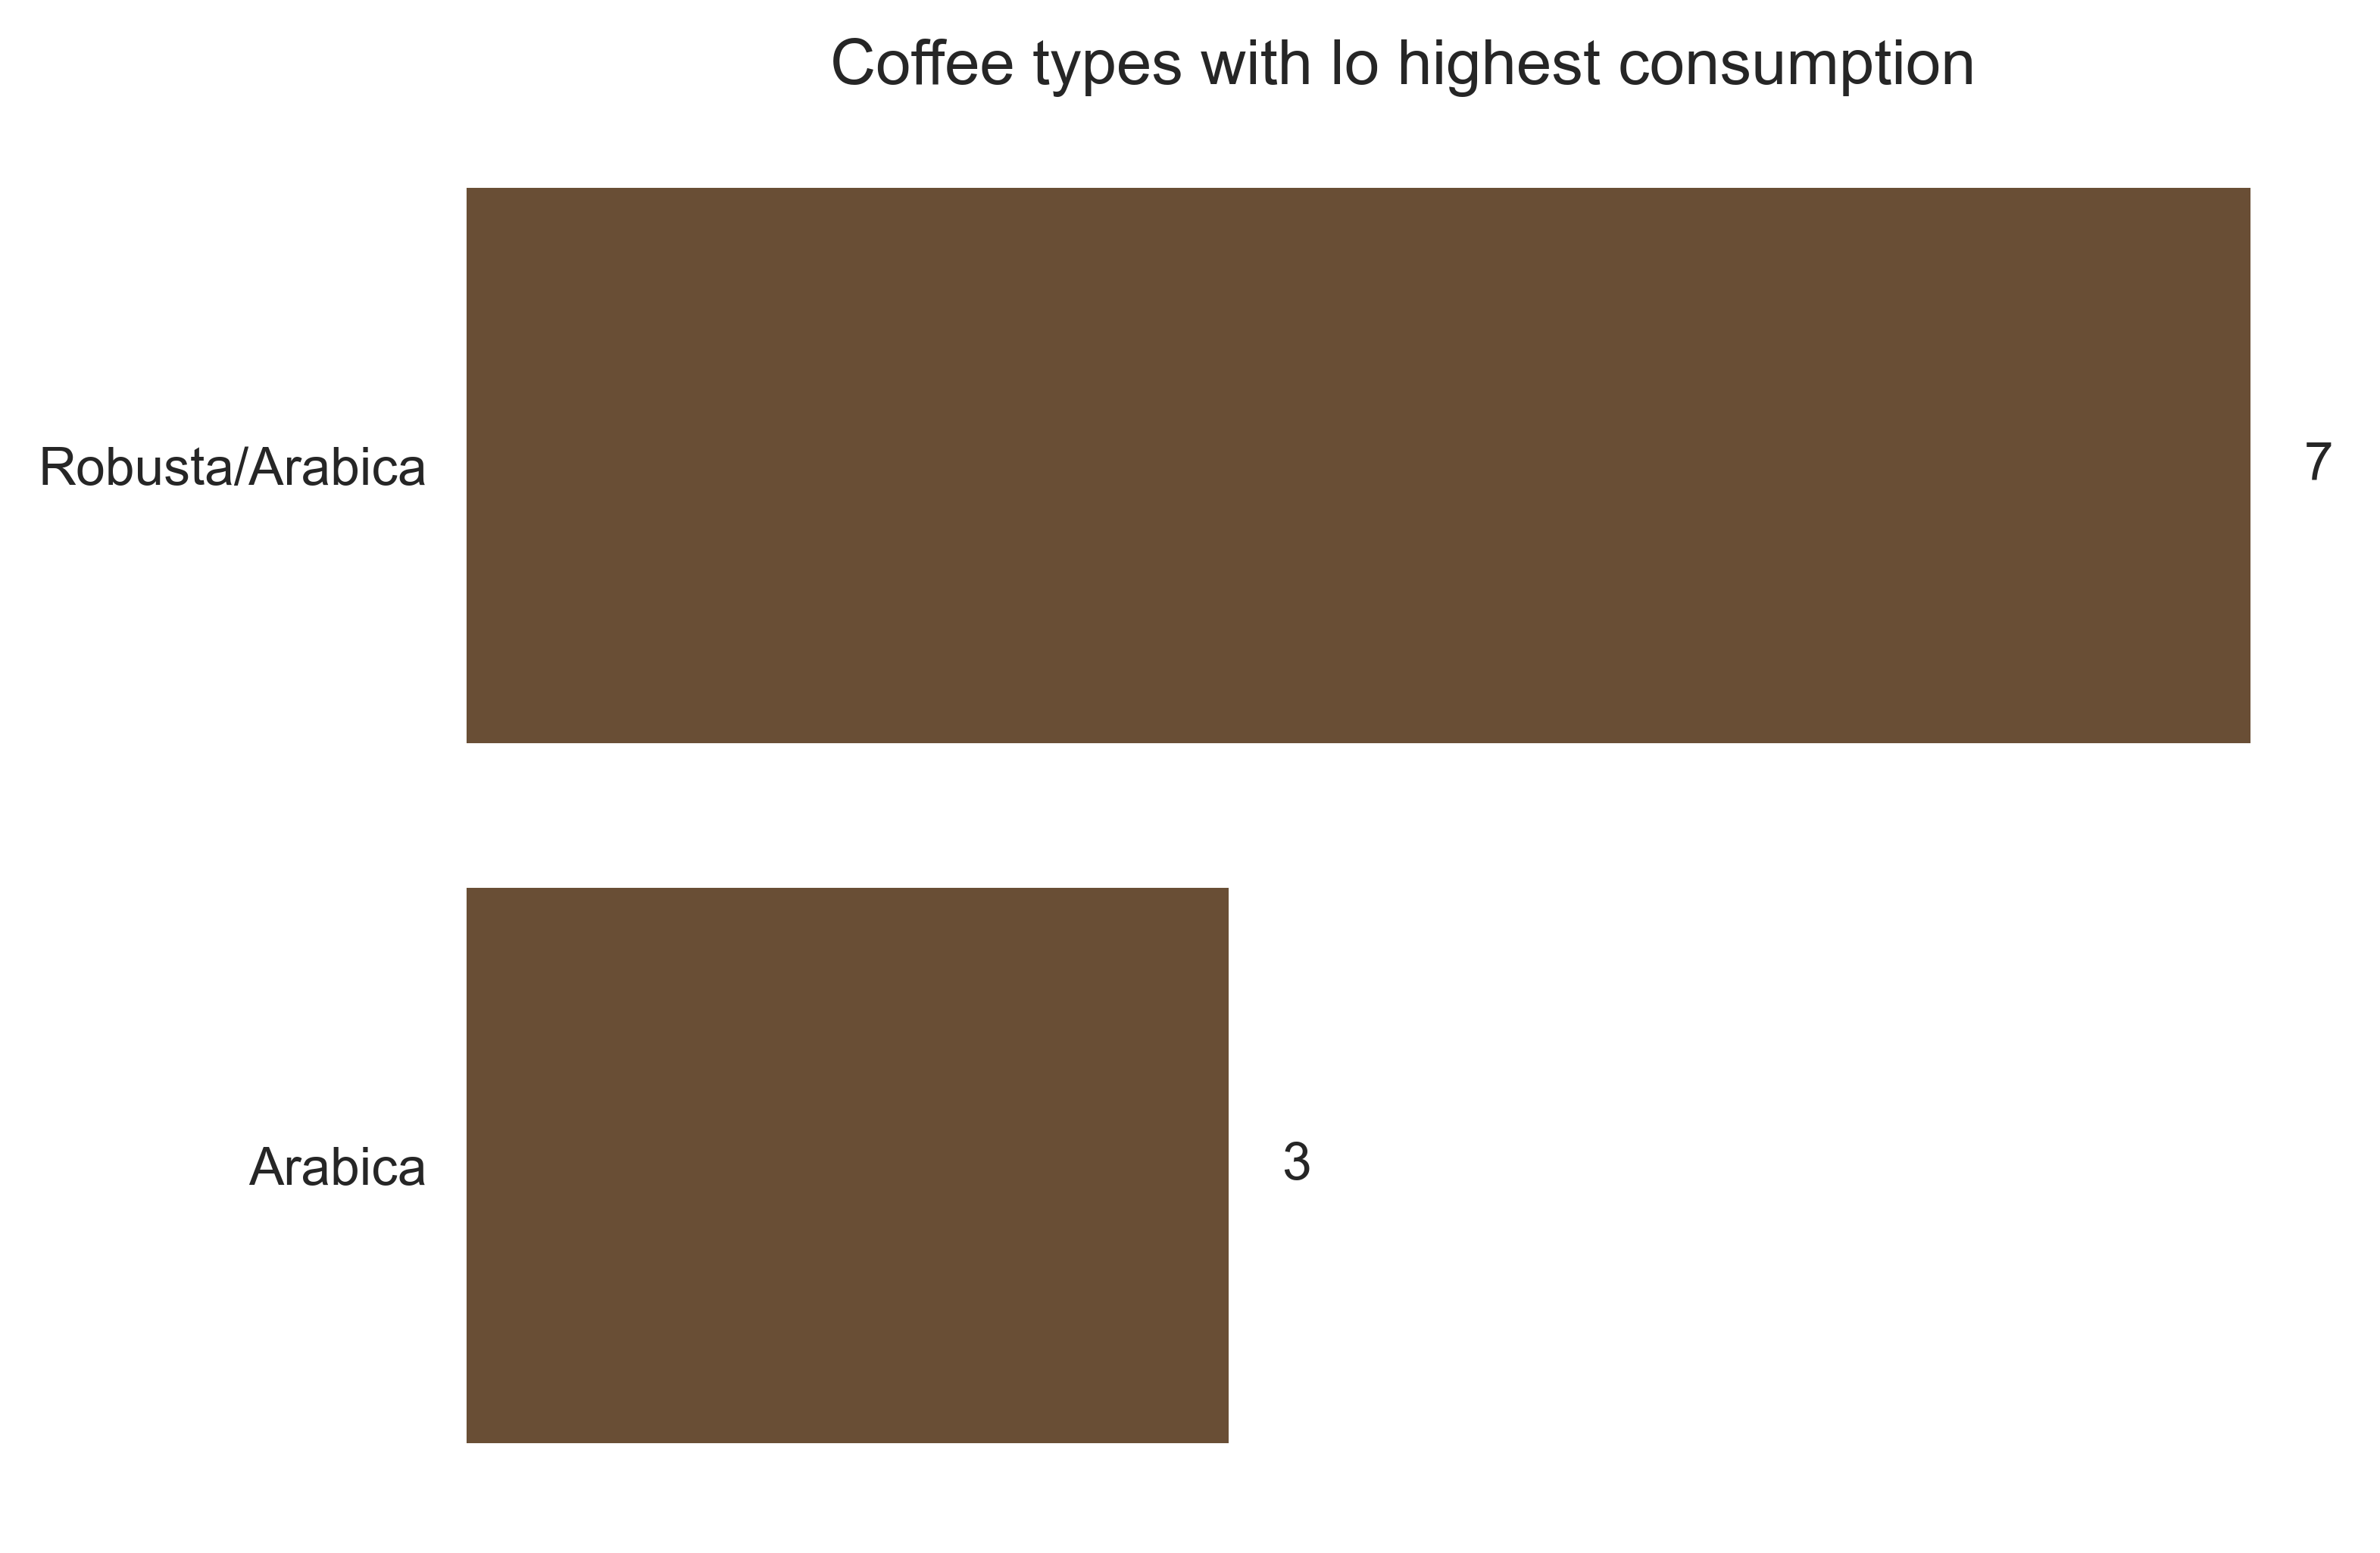 Coffee types with lo highest consumption
Robusta/Arabica
7
Arabica
3